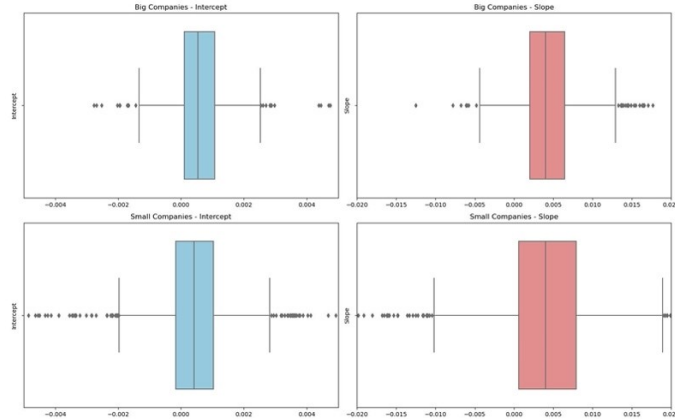 Big Companies - Intercept
Intercept
-0.004 -0.002 0.000 0.002 0.004
Big Companies - Slope
Slope
-0.020 -0.015 -0.010 -0.005 0.000 0.005 0.010 0.015 0.020
Small Companies - Intercept
Intercept
-0.004 -0.002 0.000 0.002 0.004
Small Companies - Slope
Slope
-0.020 -0.015 -0.010 -0.005 0.000 0.005 0.010 0.015 0.020